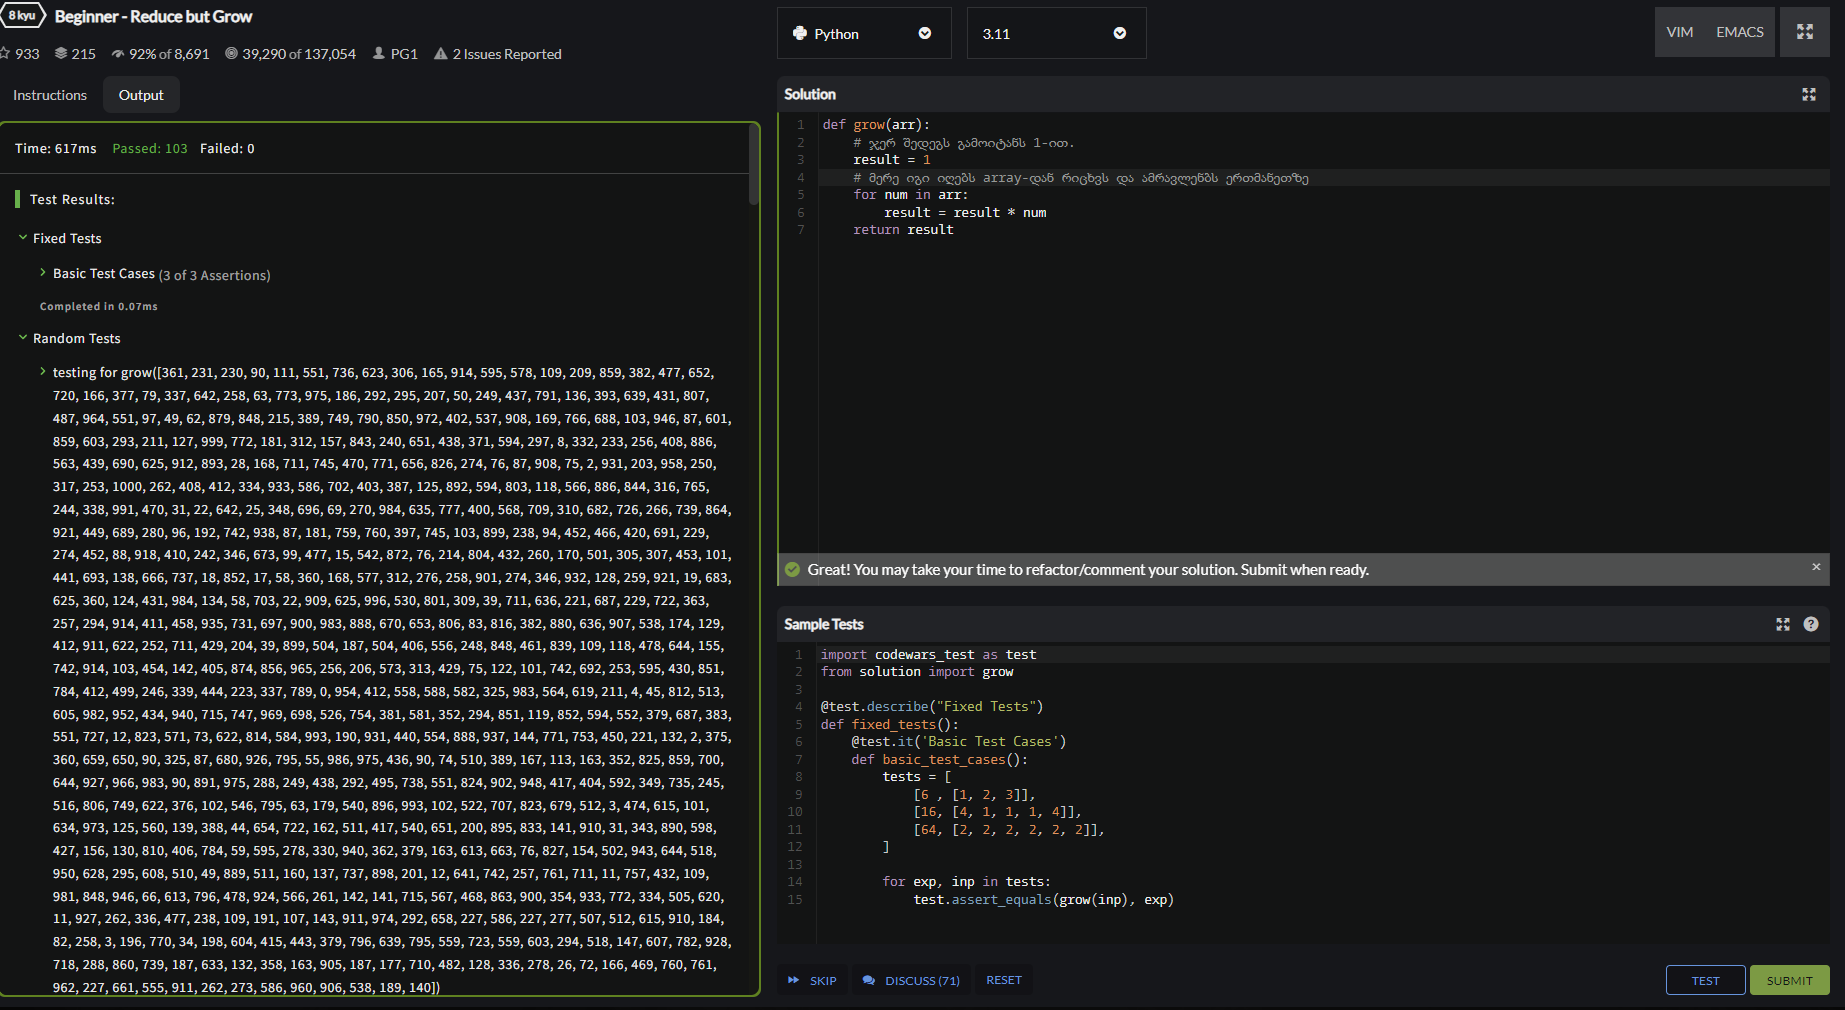 8 kyu
Beginner - Reduce but Grow
933 215 92% of 8,691 39,290 of 137,054 PG1 2 Issues Reported
Instructions Output
Time: 617ms Passed: 103 Failed: 0
Test Results:
Fixed Tests
Basic Test Cases (3 of 3 Assertions)
Completed in 0.07ms
Random Tests
testing for grow([361, 231, 230, 90, 111, 551, 736, 623, 306, 165, 914, 595, 578, 109, 209, 859, 382, 477, 652,
720, 166, 377, 79, 337, 642, 258, 63, 773, 975, 186, 292, 295, 207, 50, 249, 437, 791, 136, 393, 639, 431, 807,
487, 964, 551, 97, 49, 62, 879, 848, 215, 389, 749, 790, 850, 972, 402, 537, 908, 169, 766, 688, 103, 946, 87, 601,
859, 603, 293, 211, 127, 999, 772, 181, 312, 157, 843, 240, 651, 438, 371, 594, 297, 8, 332, 233, 256, 408, 886,
563, 439, 690, 625, 912, 893, 28, 168, 711, 745, 470, 771, 656, 826, 274, 76, 87, 908, 75, 2, 931, 203, 958, 250,
317, 253, 1000, 262, 408, 412, 334, 933, 586, 702, 403, 387, 125, 892, 594, 803, 118, 566, 886, 844, 316, 765,
244, 338, 991, 470, 31, 22, 642, 25, 348, 696, 69, 270, 984, 635, 777, 400, 568, 709, 310, 682, 726, 266, 739, 864,
921, 449, 689, 280, 96, 192, 742, 938, 87, 181, 759, 760, 397, 745, 103, 899, 238, 94, 452, 466, 420, 691, 229,
274, 452, 88, 918, 410, 242, 346, 673, 99, 477, 15, 542, 872, 76, 214, 804, 432, 260, 170, 501, 305, 307, 453, 101,
441, 693, 138, 666, 737, 18, 852, 17, 58, 360, 168, 577, 312, 276, 258, 901, 274, 346, 932, 128, 259, 921, 19, 683,
625, 360, 124, 431, 984, 134, 58, 703, 22, 909, 625, 996, 530, 801, 309, 39, 711, 636, 221, 687, 229, 722, 363,
257, 294, 914, 411, 458, 935, 731, 697, 900, 983, 888, 670, 653, 806, 83, 816, 382, 880, 636, 907, 538, 174, 129,
412, 911, 622, 252, 711, 429, 204, 39, 899, 504, 187, 504, 406, 556, 248, 848, 461, 839, 109, 118, 478, 644, 155,
742, 914, 103, 454, 142, 405, 874, 856, 965, 256, 206, 573, 313, 429, 75, 122, 101, 742, 692, 253, 595, 430, 851,
784, 412, 499, 246, 339, 444, 223, 337, 789, 0, 954, 412, 558, 588, 582, 325, 983, 564, 619, 211, 4, 45, 812, 513,
605, 982, 952, 434, 940, 715, 747, 969, 698, 526, 754, 381, 581, 352, 294, 851, 119, 852, 594, 552, 379, 687, 383,
551, 727, 12, 823, 571, 73, 622, 814, 584, 993, 190, 931, 440, 554, 888, 937, 144, 771, 753, 450, 221, 132, 2, 375,
360, 659, 650, 90, 325, 87, 680, 926, 795, 55, 986, 975, 436, 90, 74, 510, 389, 167, 113, 163, 352, 825, 859, 700,
644, 927, 966, 983, 90, 891, 975, 288, 249, 438, 292, 495, 738, 551, 824, 902, 948, 417, 404, 592, 349, 735, 245,
516, 806, 749, 622, 376, 102, 546, 795, 63, 179, 540, 896, 993, 102, 522, 707, 823, 679, 512, 3, 474, 615, 101,
634, 973, 125, 560, 139, 388, 44, 654, 722, 162, 511, 417, 540, 651, 200, 895, 833, 141, 910, 31, 343, 890, 598,
427, 156, 130, 810, 406, 784, 59, 595, 278, 330, 940, 362, 379, 163, 613, 663, 76, 827, 154, 502, 943, 644, 518,
950, 628, 295, 608, 510, 49, 889, 511, 160, 137, 737, 898, 201, 12, 641, 742, 257, 761, 711, 11, 757, 432, 109,
981, 848, 946, 66, 613, 796, 478, 924, 566, 261, 142, 141, 715, 567, 468, 863, 900, 354, 933, 772, 334, 505, 620,
11, 927, 262, 336, 477, 238, 109, 191, 107, 143, 911, 974, 292, 658, 227, 586, 227, 277, 507, 512, 615, 910, 184,
82, 258, 3, 196, 770, 34, 198, 604, 415, 443, 379, 796, 639, 795, 559, 723, 559, 603, 294, 518, 147, 607, 782, 928,
718, 288, 860, 739, 187, 633, 132, 358, 163, 905, 187, 177, 710, 482, 128, 336, 278, 26, 72, 166, 469, 760, 761,
962, 227, 661, 555, 911, 262, 273, 586, 960, 906, 538, 189, 140])
Python 3.11
VIM EMACS
Solution
1 def grow(arr):
2 # ჯერ შედეგს გამოიტანს 1-ით.
3 result = 1
4 # მერე იგი იღებს array-დან რიცხვს და ამრავლენბს ერთმანეთზე
5 for num in arr:
6 result = result * num
7 return result
Great! You may take your time to refactor/comment your solution. Submit when ready.
Sample Tests
1 import codewars_test as test
2 from solution import grow
3
4 @test.describe("Fixed Tests")
5 def fixed_tests():
6 @test.it('Basic Test Cases')
7 def basic_test_cases():
8 tests = [
9 [6 , [1, 2, 3]],
10 [16, [4, 1, 1, 1, 4]],
11 [64, [2, 2, 2, 2, 2, 2]],
12 ]
13
14 for exp, inp in tests:
15 test.assert_equals(grow(inp), exp)
SKIP DISCUSS (71) RESET
TEST SUBMIT